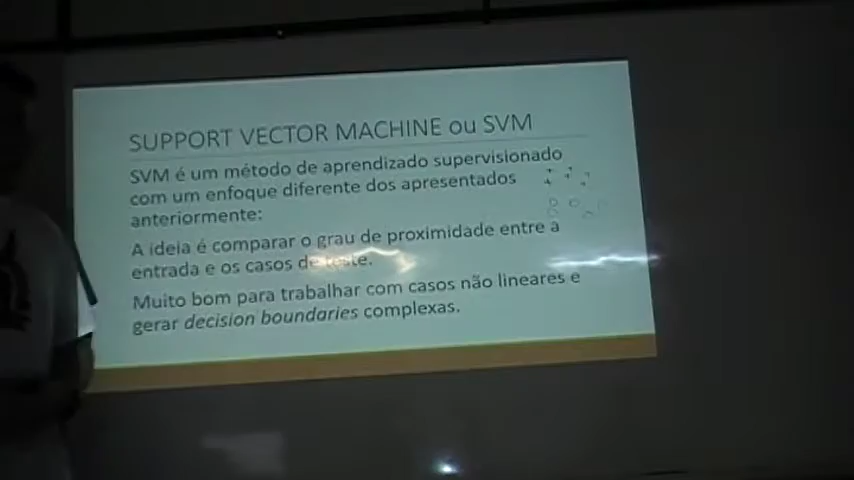 SUPPORT VECTOR MACHINE ou SVM
SVM é um método de aprendizado supervisionado
com um enfoque diferente dos apresentados
anteriormente:
A ideia é comparar o grau de proximidade entre a
entrada e os casos de teste.
Muito bom para trabalhar com casos não lineares e
gerar decision boundaries complexas.